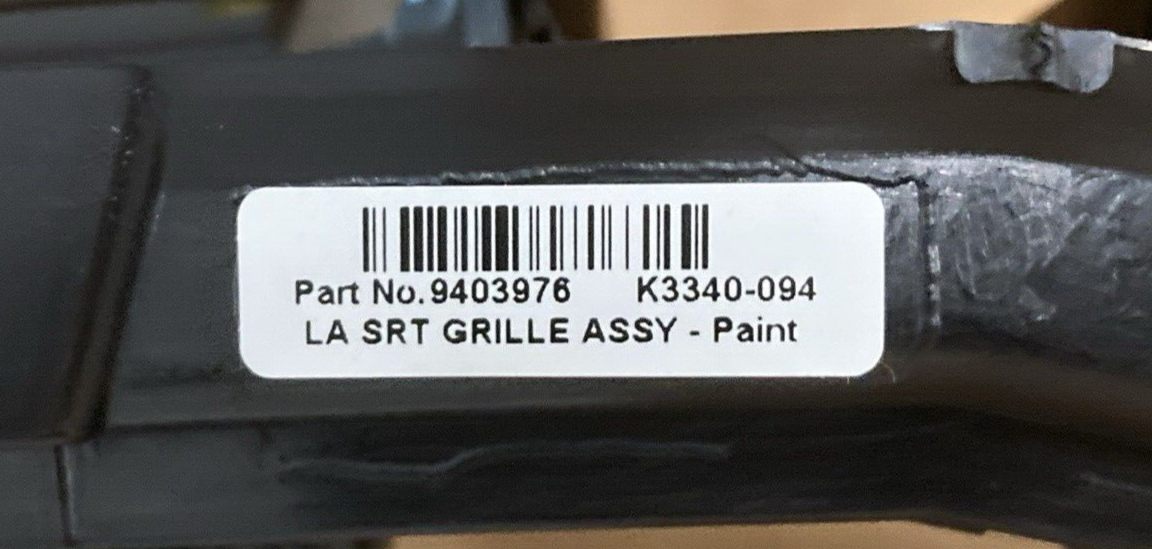 Part No. 9403976 K3340-094
LA SRT GRILLE ASSY - Paint